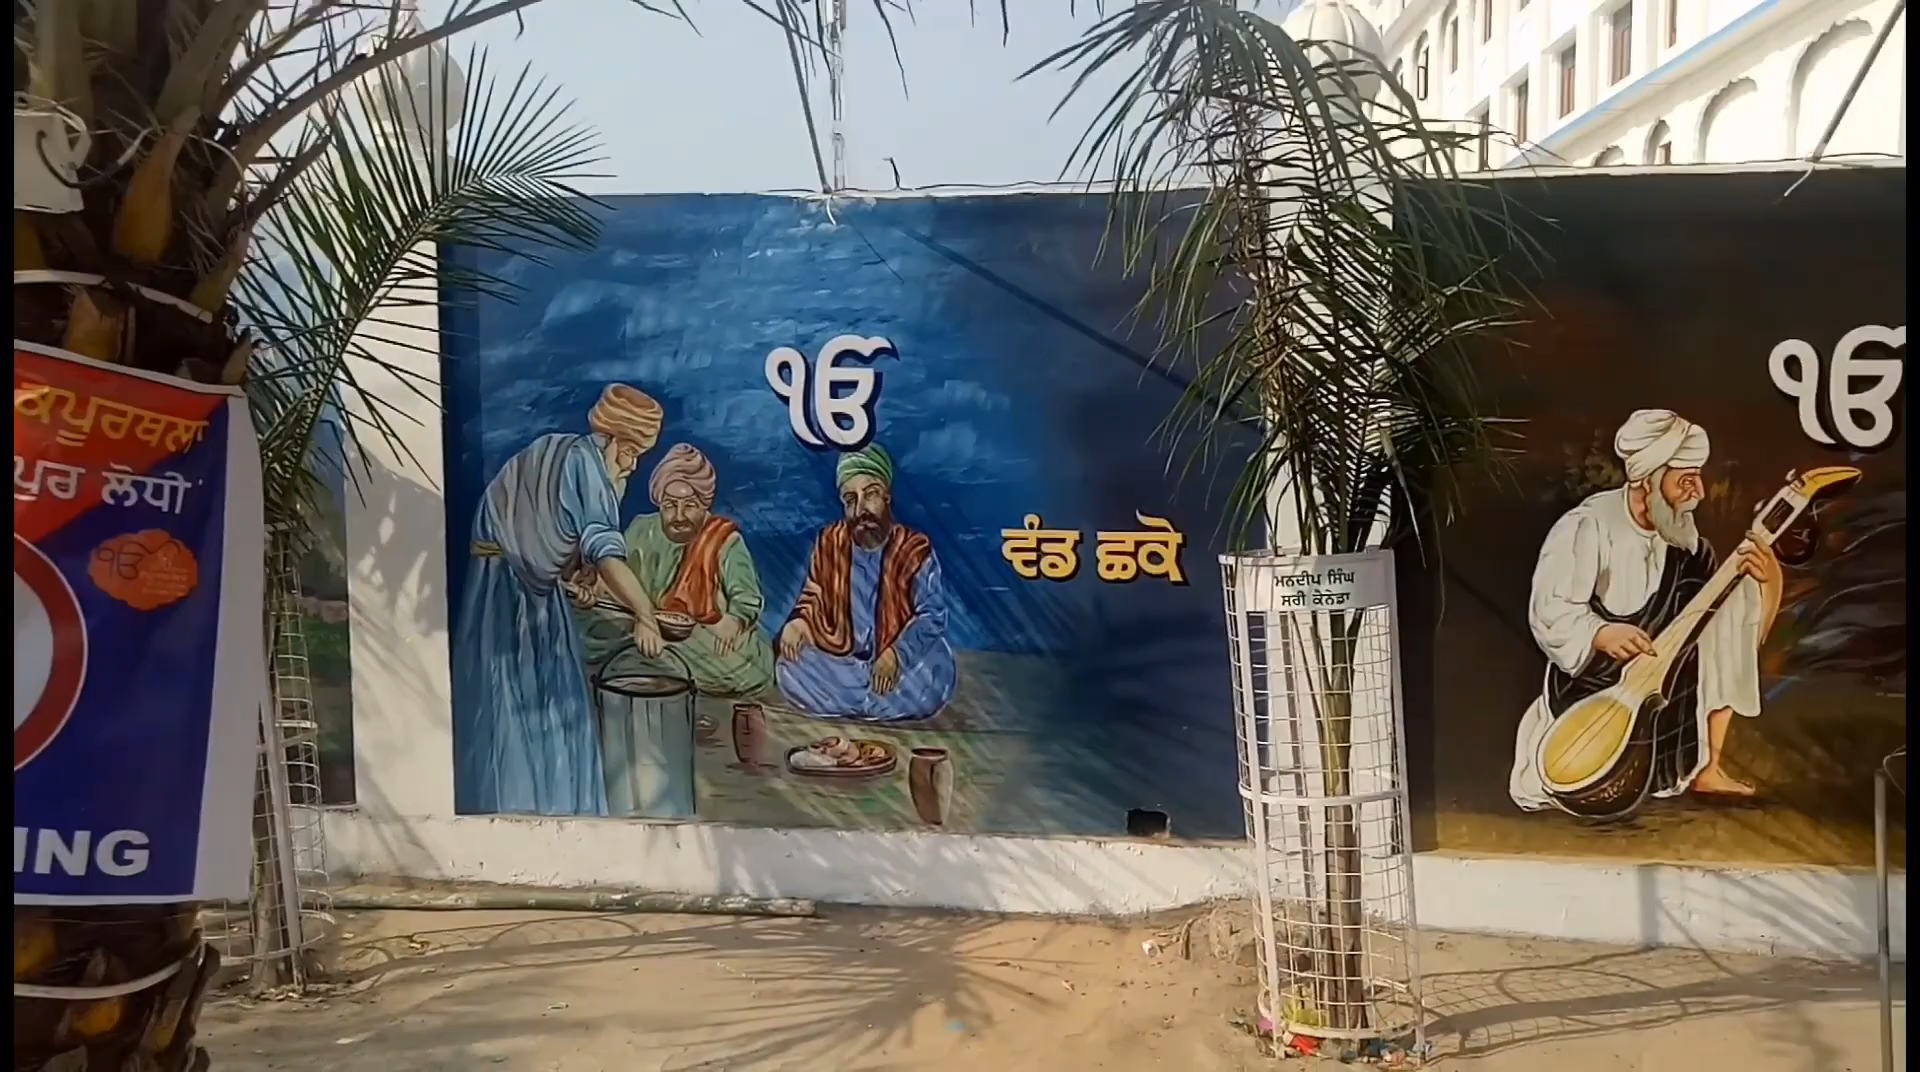 ਕਪੂਰਥਲਾ
ਪੁਰ ਲੋਧੀ
ੴ
ING
ੴ
ਵੰਡ ਛਕੋ
ਮਨਦੀਪ ਸਿੰਘ
ਸਰੀ ਕੈਨੇਡਾ
ੴ